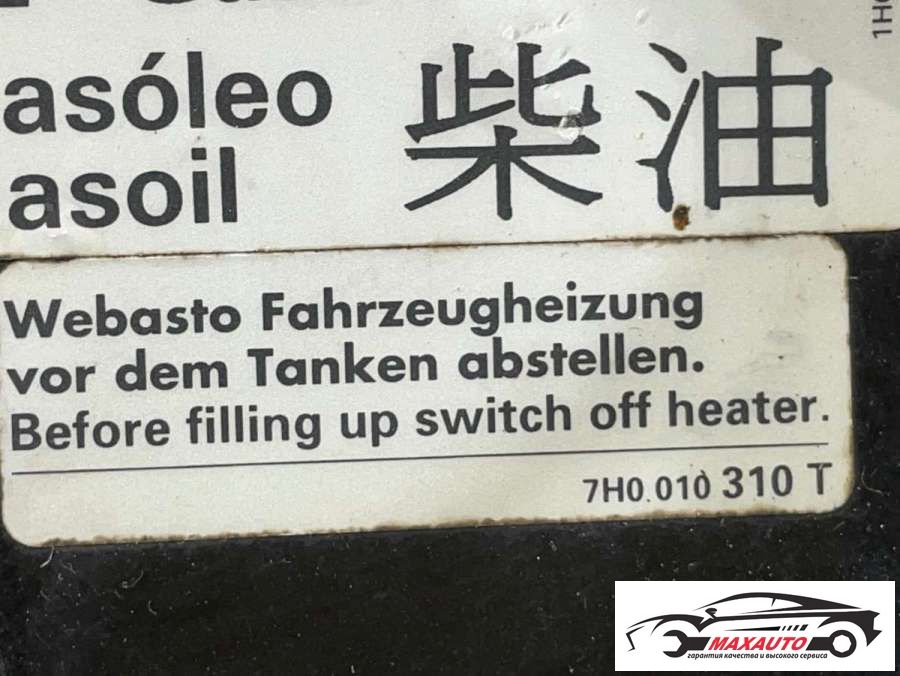 asóleo
柴油
asoil
Webasto Fahrzeugheizung
vor dem Tanken abstellen.
Before filling up switch off heater.
7H0.010 310 T
1H0
MAXAUTO
гарантия качества и высокого сервиса